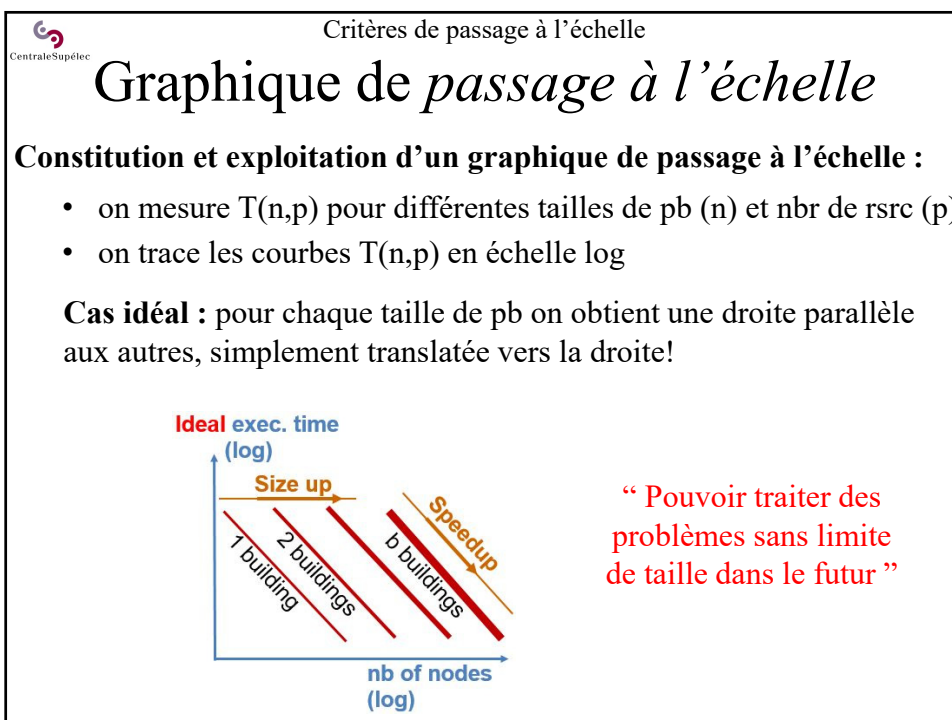 Critères de passage à l'échelle
CentraleSupélec
Graphique de passage à l'échelle
Constitution et exploitation d'un graphique de passage à l'échelle :
• on mesure T(n,p) pour différentes tailles de pb (n) et nbr de rsrc (p)
• on trace les courbes T(n,p) en échelle log
Cas idéal : pour chaque taille de pb on obtient une droite parallèle
aux autres, simplement translatée vers la droite!
Ideal exec. time
(log)
Size up
Speedup
1 building
2 buildings
b buildings
nb of nodes
(log)
“ Pouvoir traiter des
problèmes sans limite
de taille dans le futur ”